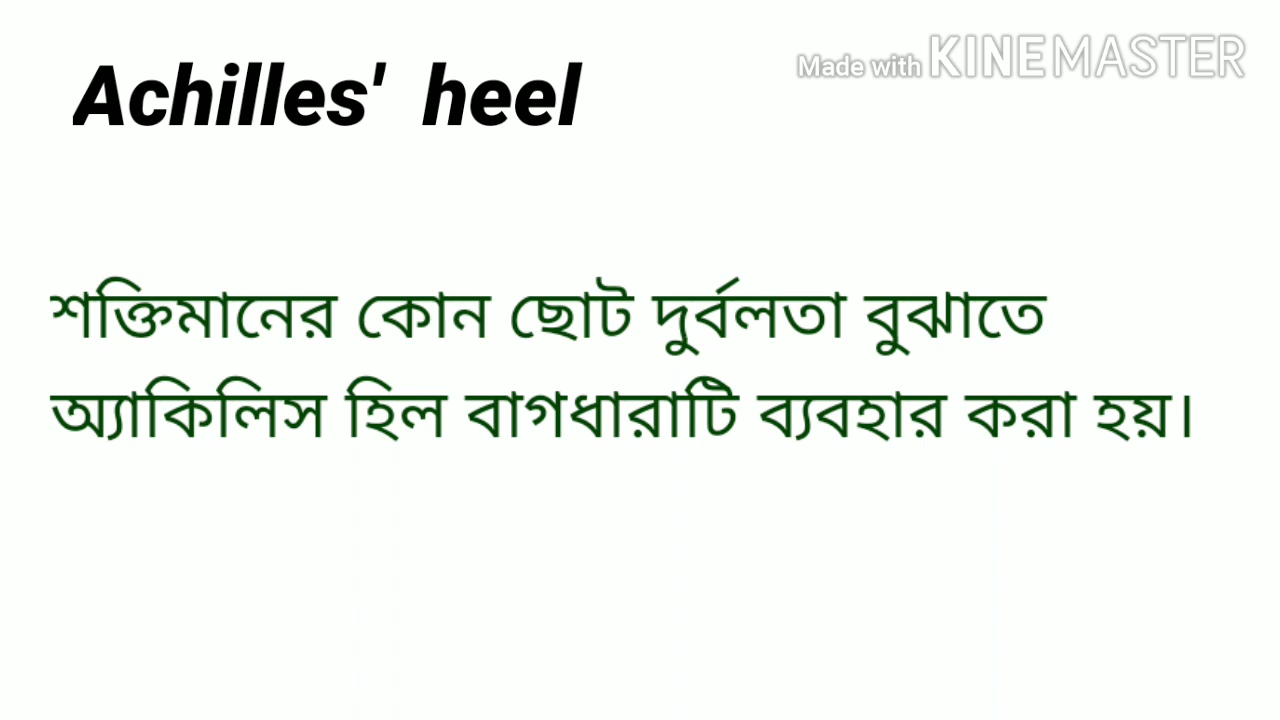 Achilles' heel
Made with KINEMASTER
শক্তিমানের কোন ছোট দুর্বলতা বুঝাতে
অ্যাকিলিস হিল বাগধারাটি ব্যবহার করা হয়।